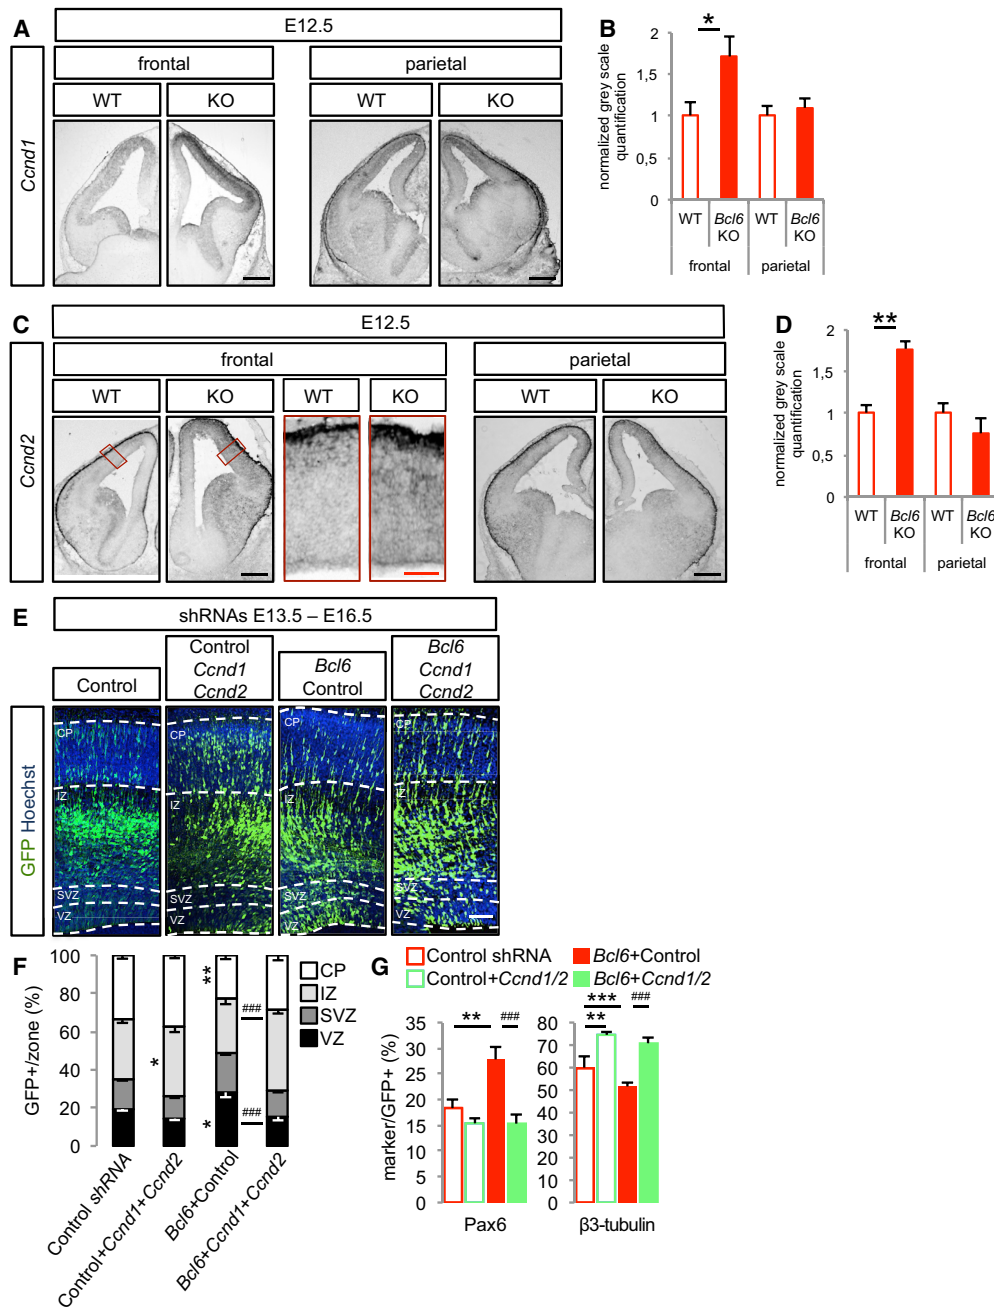 A
E12.5
frontal
parietal
WT
KO
WT
KO
Ccnd1
B
normalized grey scale
quantification
2
1,5
1
0,5
0
*
WT
Bcl6
KO
WT
Bcl6
KO
frontal
parietal
C
E12.5
frontal
parietal
WT
KO
WT
KO
WT
KO
Ccnd2
D
normalized grey scale
quantification
2
1,5
1
0,5
0
**
WT
Bcl6
KO
WT
Bcl6
KO
frontal
parietal
E
shRNAs E13.5 – E16.5
Control
Control
Ccnd1
Ccnd2
Bcl6
Control
Bcl6
Ccnd1
Ccnd2
GFP Hoechst
CP
IZ
SVZ
VZ
CP
IZ
SVZ
VZ
CP
IZ
SVZ
VZ
CP
IZ
SVZ
VZ
F
GFP+/zone (%)
100
80
60
40
20
0
*
**
*
###
###
CP
IZ
SVZ
VZ
Control shRNA
Control+Ccnd1+Ccnd2
Bcl6+Control
Bcl6+Ccnd1+Ccnd2
G
Control shRNA
Bcl6+Control
Control+Ccnd1/2
Bcl6+Ccnd1/2
marker/GFP+ (%)
35
30
25
20
15
10
5
0
**
###
Pax6
80
70
60
50
40
30
20
10
0
***
**
###
β3-tubulin